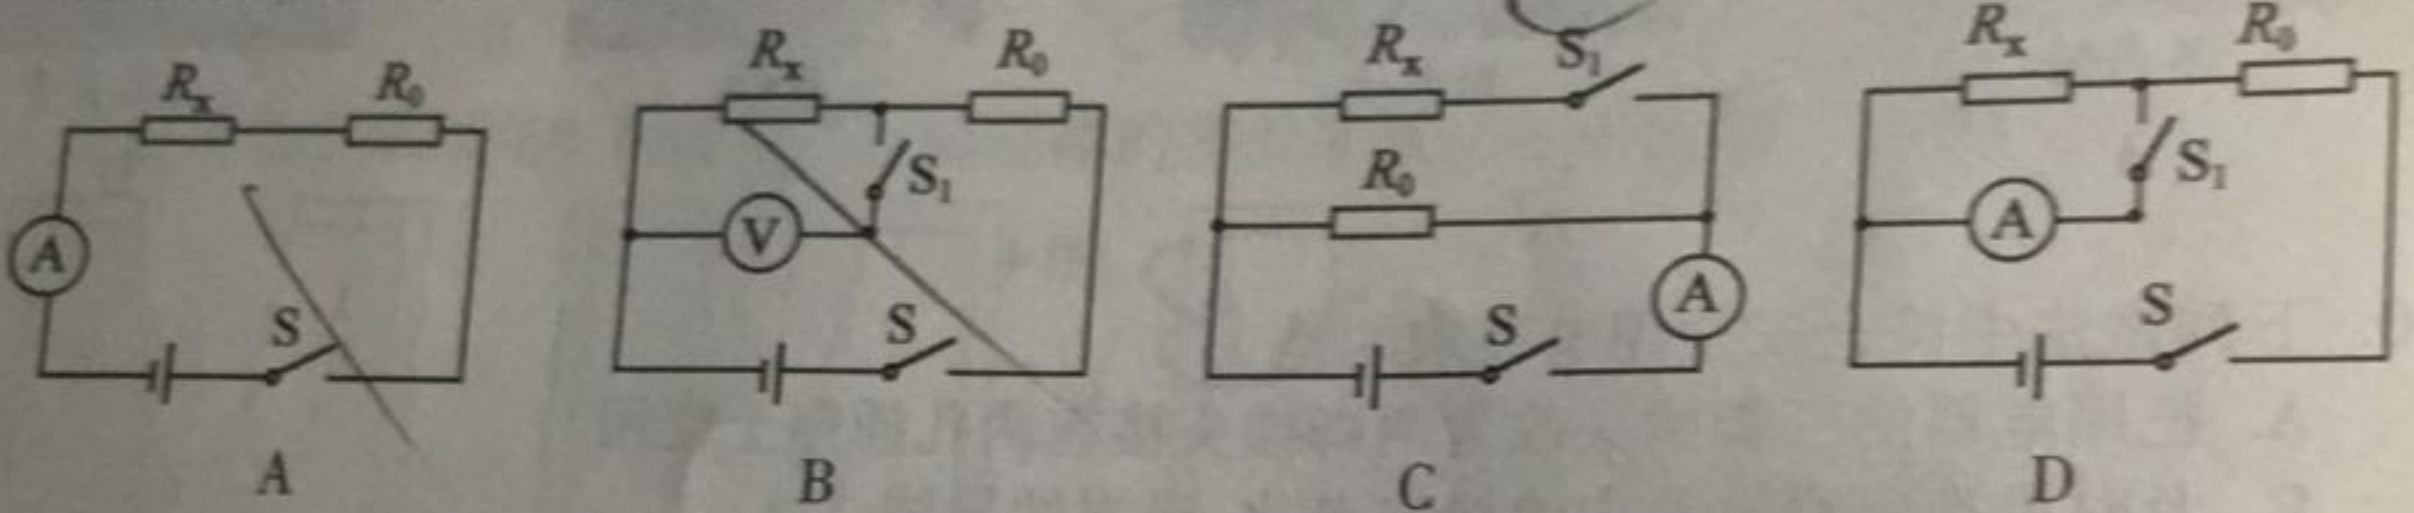 Rₓ R₀ A S
A
Rₓ R₀ S₁ V S
B
Rₓ S₁ R₀ A S
C
Rₓ R₀ S₁ A S
D